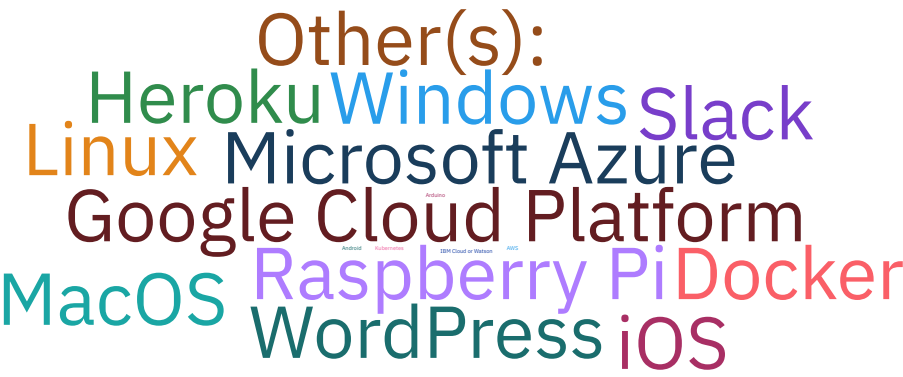 Other(s):
Heroku Windows Slack
Linux Microsoft Azure
Arduino
Google Cloud Platform
Android Kubernetes IBM Cloud or Watson AWS
Raspberry Pi Docker
MacOS
WordPress iOS